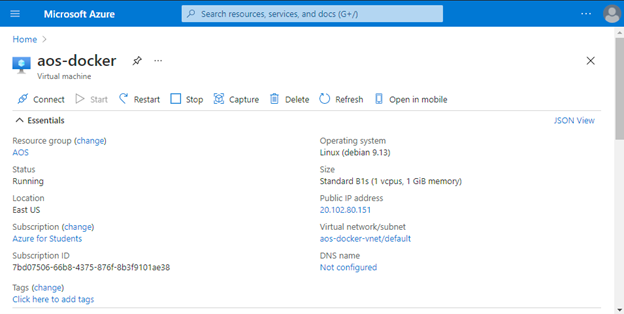 Microsoft Azure
Search resources, services, and docs (G+/)
Home
aos-docker
Virtual machine
Connect Start Restart Stop Capture Delete Refresh Open in mobile
Essentials JSON View
Resource group (change)
AOS
Status
Running
Location
East US
Subscription (change)
Azure for Students
Subscription ID
7bd07506-66b8-4375-876f-8b3f9101ae38
Tags (change)
Click here to add tags
Operating system
Linux (debian 9.13)
Size
Standard B1s (1 vcpus, 1 GiB memory)
Public IP address
20.102.80.151
Virtual network/subnet
aos-docker-vnet/default
DNS name
Not configured